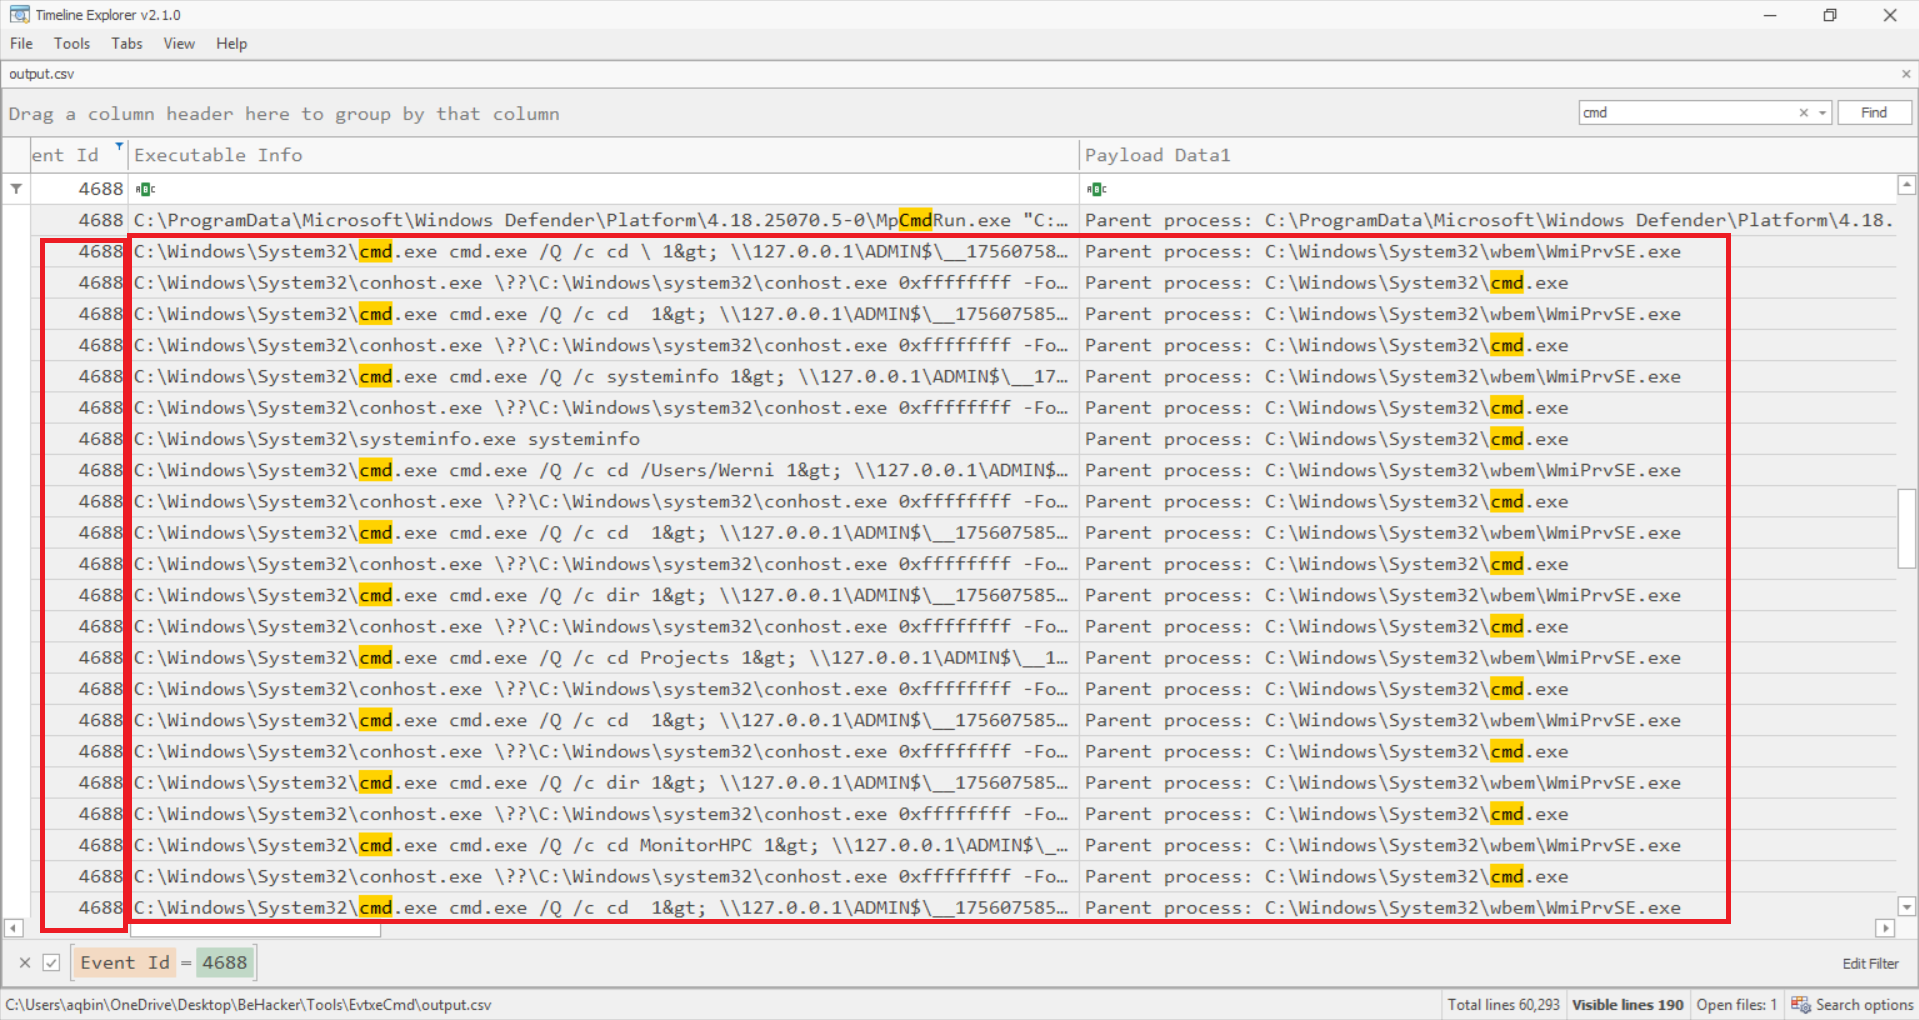 Timeline Explorer v2.1.0
File Tools Tabs View Help
output.csv
Drag a column header here to group by that column
cmd Find
ent Id Executable Info Payload Data1
4688
4688 C:\ProgramData\Microsoft\Windows Defender\Platform\4.18.25070.5-0\MpCmdRun.exe "C:... Parent process: C:\ProgramData\Microsoft\Windows Defender\Platform\4.18.
4688 C:\Windows\System32\cmd.exe cmd.exe /Q /c cd \ 1&gt; \\127.0.0.1\ADMIN$\__17560758... Parent process: C:\Windows\System32\wbem\WmiPrvSE.exe
4688 C:\Windows\System32\conhost.exe \??\C:\Windows\system32\conhost.exe 0xffffffff -Fo... Parent process: C:\Windows\System32\cmd.exe
4688 C:\Windows\System32\cmd.exe cmd.exe /Q /c cd  1&gt; \\127.0.0.1\ADMIN$\__175607585... Parent process: C:\Windows\System32\wbem\WmiPrvSE.exe
4688 C:\Windows\System32\conhost.exe \??\C:\Windows\system32\conhost.exe 0xffffffff -Fo... Parent process: C:\Windows\System32\cmd.exe
4688 C:\Windows\System32\cmd.exe cmd.exe /Q /c systeminfo 1&gt; \\127.0.0.1\ADMIN$\__17... Parent process: C:\Windows\System32\wbem\WmiPrvSE.exe
4688 C:\Windows\System32\conhost.exe \??\C:\Windows\system32\conhost.exe 0xffffffff -Fo... Parent process: C:\Windows\System32\cmd.exe
4688 C:\Windows\System32\systeminfo.exe systeminfo Parent process: C:\Windows\System32\cmd.exe
4688 C:\Windows\System32\cmd.exe cmd.exe /Q /c cd /Users/Werni 1&gt; \\127.0.0.1\ADMIN$... Parent process: C:\Windows\System32\wbem\WmiPrvSE.exe
4688 C:\Windows\System32\conhost.exe \??\C:\Windows\system32\conhost.exe 0xffffffff -Fo... Parent process: C:\Windows\System32\cmd.exe
4688 C:\Windows\System32\cmd.exe cmd.exe /Q /c cd  1&gt; \\127.0.0.1\ADMIN$\__175607585... Parent process: C:\Windows\System32\wbem\WmiPrvSE.exe
4688 C:\Windows\System32\conhost.exe \??\C:\Windows\system32\conhost.exe 0xffffffff -Fo... Parent process: C:\Windows\System32\cmd.exe
4688 C:\Windows\System32\cmd.exe cmd.exe /Q /c dir 1&gt; \\127.0.0.1\ADMIN$\__175607585... Parent process: C:\Windows\System32\wbem\WmiPrvSE.exe
4688 C:\Windows\System32\conhost.exe \??\C:\Windows\system32\conhost.exe 0xffffffff -Fo... Parent process: C:\Windows\System32\cmd.exe
4688 C:\Windows\System32\cmd.exe cmd.exe /Q /c cd Projects 1&gt; \\127.0.0.1\ADMIN$\__1... Parent process: C:\Windows\System32\wbem\WmiPrvSE.exe
4688 C:\Windows\System32\conhost.exe \??\C:\Windows\system32\conhost.exe 0xffffffff -Fo... Parent process: C:\Windows\System32\cmd.exe
4688 C:\Windows\System32\cmd.exe cmd.exe /Q /c cd  1&gt; \\127.0.0.1\ADMIN$\__175607585... Parent process: C:\Windows\System32\wbem\WmiPrvSE.exe
4688 C:\Windows\System32\conhost.exe \??\C:\Windows\system32\conhost.exe 0xffffffff -Fo... Parent process: C:\Windows\System32\cmd.exe
4688 C:\Windows\System32\cmd.exe cmd.exe /Q /c dir 1&gt; \\127.0.0.1\ADMIN$\__175607585... Parent process: C:\Windows\System32\wbem\WmiPrvSE.exe
4688 C:\Windows\System32\conhost.exe \??\C:\Windows\system32\conhost.exe 0xffffffff -Fo... Parent process: C:\Windows\System32\cmd.exe
4688 C:\Windows\System32\cmd.exe cmd.exe /Q /c cd MonitorHPC 1&gt; \\127.0.0.1\ADMIN$\_... Parent process: C:\Windows\System32\wbem\WmiPrvSE.exe
4688 C:\Windows\System32\conhost.exe \??\C:\Windows\system32\conhost.exe 0xffffffff -Fo... Parent process: C:\Windows\System32\cmd.exe
4688 C:\Windows\System32\cmd.exe cmd.exe /Q /c cd  1&gt; \\127.0.0.1\ADMIN$\__175607585... Parent process: C:\Windows\System32\wbem\WmiPrvSE.exe
Event Id = 4688 Edit Filter
C:\Users\aqbin\OneDrive\Desktop\BeHacker\Tools\EvtxeCmd\output.csv Total lines 60,293 Visible lines 190 Open files: 1 Search options